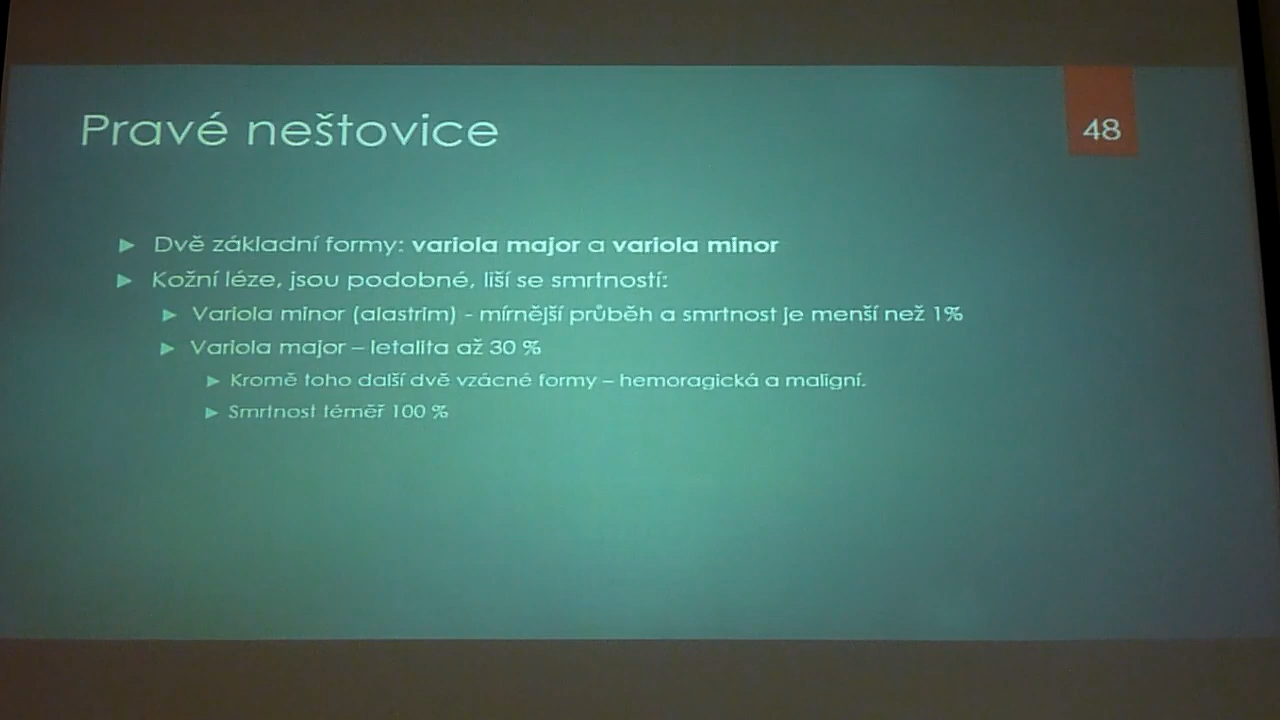 Pravé neštovice
48
Dvě základní formy: variola major a variola minor
Kožní léze, jsou podobné, liší se smrtností:
Variola minor (alastrim) - mírnější průběh a smrtnost je menší než 1%
Variola major – letalita až 30 %
Kromě toho další dvě vzácné formy – hemoragická a maligní.
Smrtnost téměř 100 %